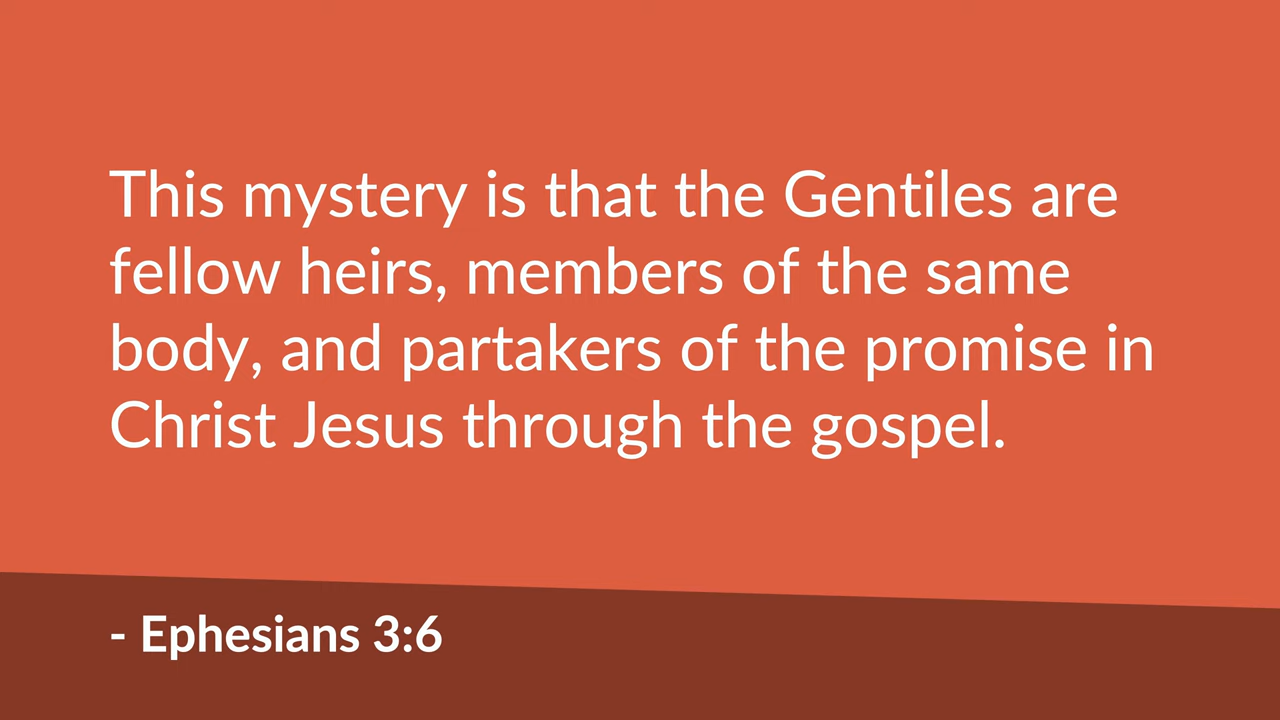 This mystery is that the Gentiles are
fellow heirs, members of the same
body, and partakers of the promise in
Christ Jesus through the gospel.
- Ephesians 3:6